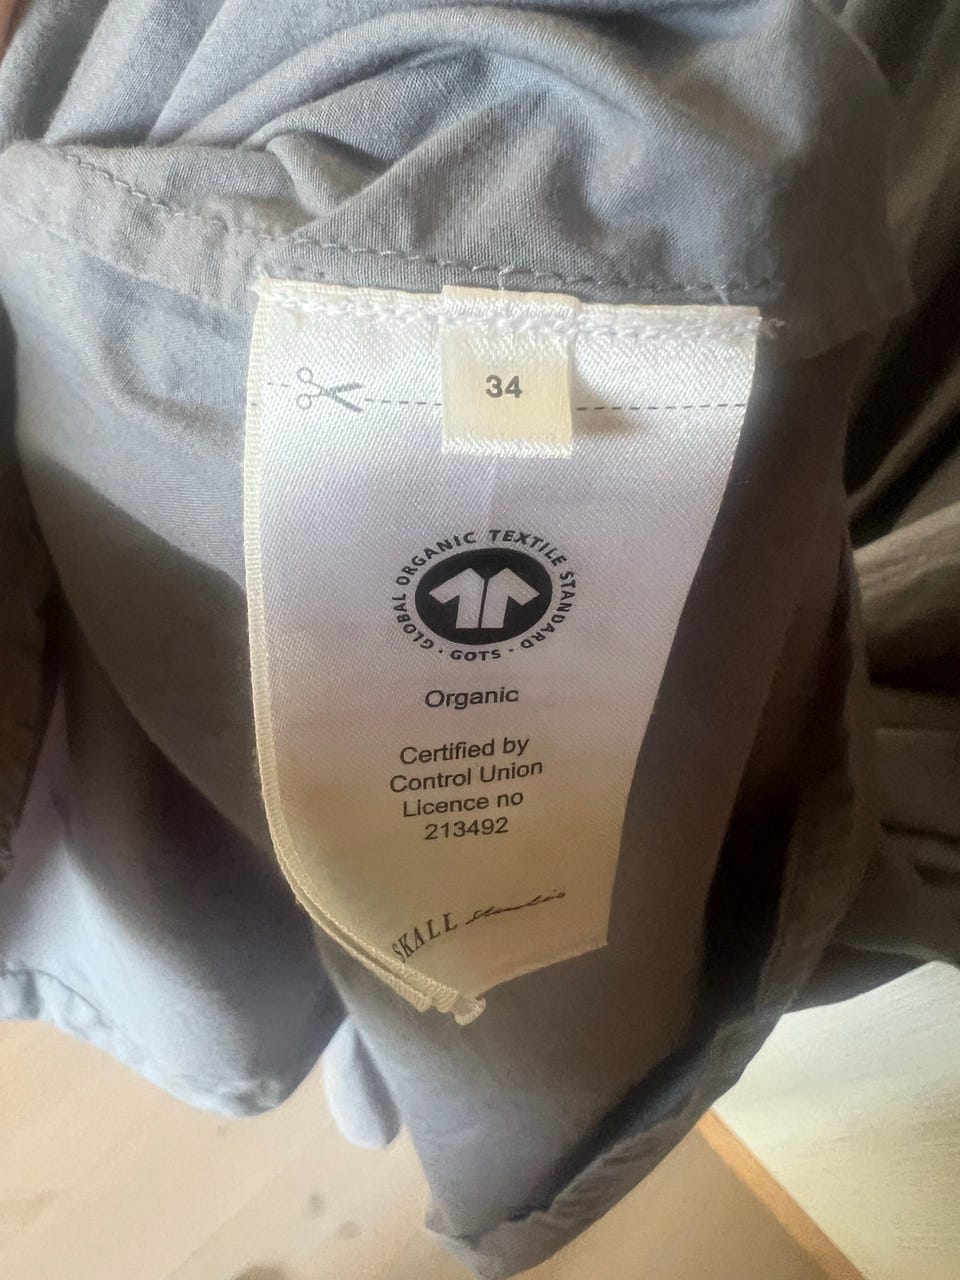 34
GLOBAL ORGANIC TEXTILE STANDARD · GOTS ·
Organic
Certified by
Control Union
Licence no
213492
SKALL studio